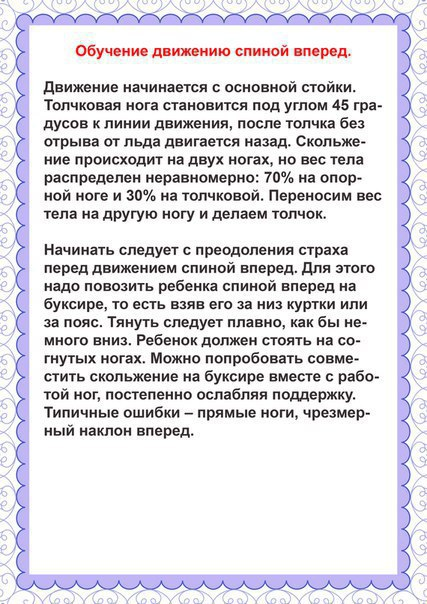 Обучение движению спиной вперед.
Движение начинается с основной стойки.
Толчковая нога становится под углом 45 гра-
дусов к линии движения, после толчка без
отрыва от льда двигается назад. Скольже-
ние происходит на двух ногах, но вес тела
распределен неравномерно: 70% на опор-
ной ноге и 30% на толчковой. Переносим вес
тела на другую ногу и делаем толчок.
Начинать следует с преодоления страха
перед движением спиной вперед. Для этого
надо повозить ребенка спиной вперед на
буксире, то есть взяв его за низ куртки или
за пояс. Тянуть следует плавно, как бы не-
много вниз. Ребенок должен стоять на со-
гнутых ногах. Можно попробовать совме-
стить скольжение на буксире вместе с рабо-
той ног, постепенно ослабляя поддержку.
Типичные ошибки – прямые ноги, чрезмер-
ный наклон вперед.